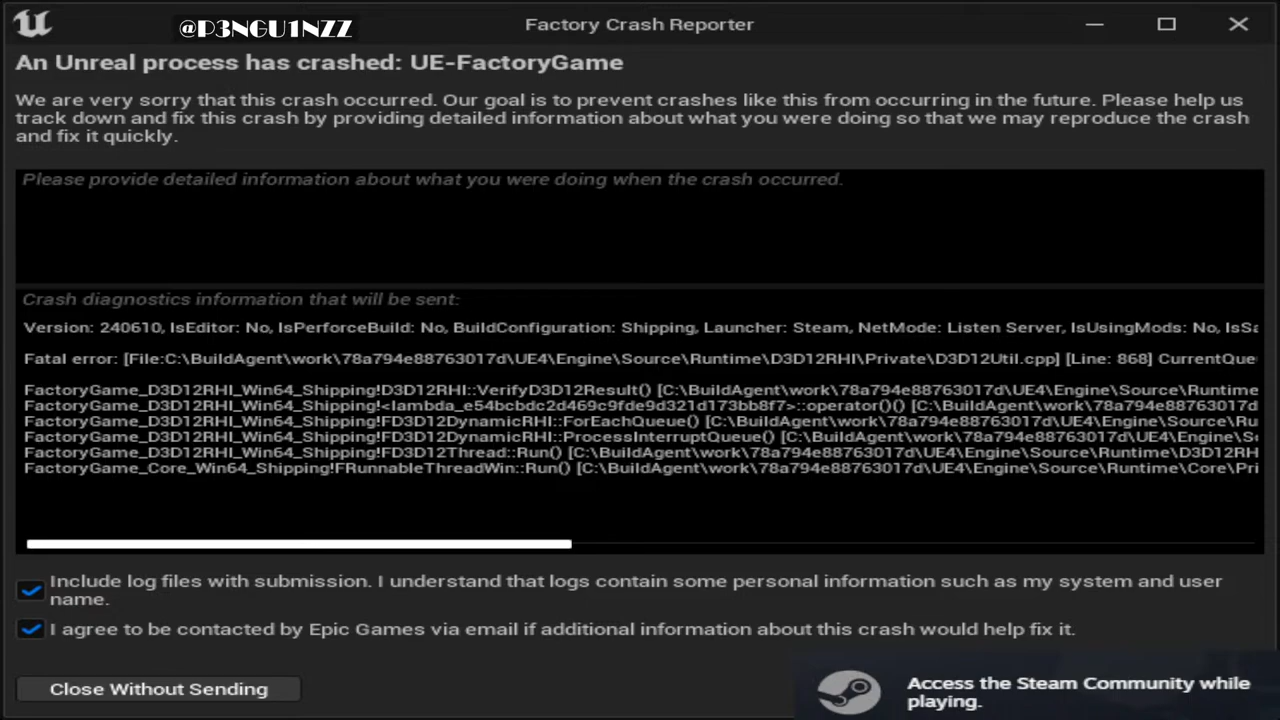 @P3NGU1NZZ
Factory Crash Reporter
An Unreal process has crashed: UE-FactoryGame
We are very sorry that this crash occurred. Our goal is to prevent crashes like this from occurring in the future. Please help us
track down and fix this crash by providing detailed information about what you were doing so that we may reproduce the crash
and fix it quickly.
Please provide detailed information about what you were doing when the crash occurred.
Crash diagnostics information that will be sent:
Version: 240610, IsEditor: No, IsPerforceBuild: No, BuildConfiguration: Shipping, Launcher: Steam, NetMode: Listen Server, IsUsingMods: No, IsSa
Fatal error: [File:C:\BuildAgent\work\78a794e88763017d\UE4\Engine\Source\Runtime\D3D12RHI\Private\D3D12Util.cpp] [Line: 868] CurrentQue
FactoryGame_D3D12RHI_Win64_Shipping!D3D12RHI::VerifyD3D12Result() [C:\BuildAgent\work\78a794e88763017d\UE4\Engine\Source\Runtime
FactoryGame_D3D12RHI_Win64_Shipping!<lambda_e54bcbdc2d469c9fde9d321d173bb8f7>::operator()() [C:\BuildAgent\work\78a794e88763017d
FactoryGame_D3D12RHI_Win64_Shipping!FD3D12DynamicRHI::ForEachQueue() [C:\BuildAgent\work\78a794e88763017d\UE4\Engine\Source\Ru
FactoryGame_D3D12RHI_Win64_Shipping!FD3D12DynamicRHI::ProcessInterruptQueue() [C:\BuildAgent\work\78a794e88763017d\UE4\Engine\So
FactoryGame_D3D12RHI_Win64_Shipping!FD3D12Thread::Run() [C:\BuildAgent\work\78a794e88763017d\UE4\Engine\Source\Runtime\D3D12RH
FactoryGame_Core_Win64_Shipping!FRunnableThreadWin::Run() [C:\BuildAgent\work\78a794e88763017d\UE4\Engine\Source\Runtime\Core\Pri
Include log files with submission. I understand that logs contain some personal information such as my system and user
name.
I agree to be contacted by Epic Games via email if additional information about this crash would help fix it.
Close Without Sending
Access the Steam Community while
playing.